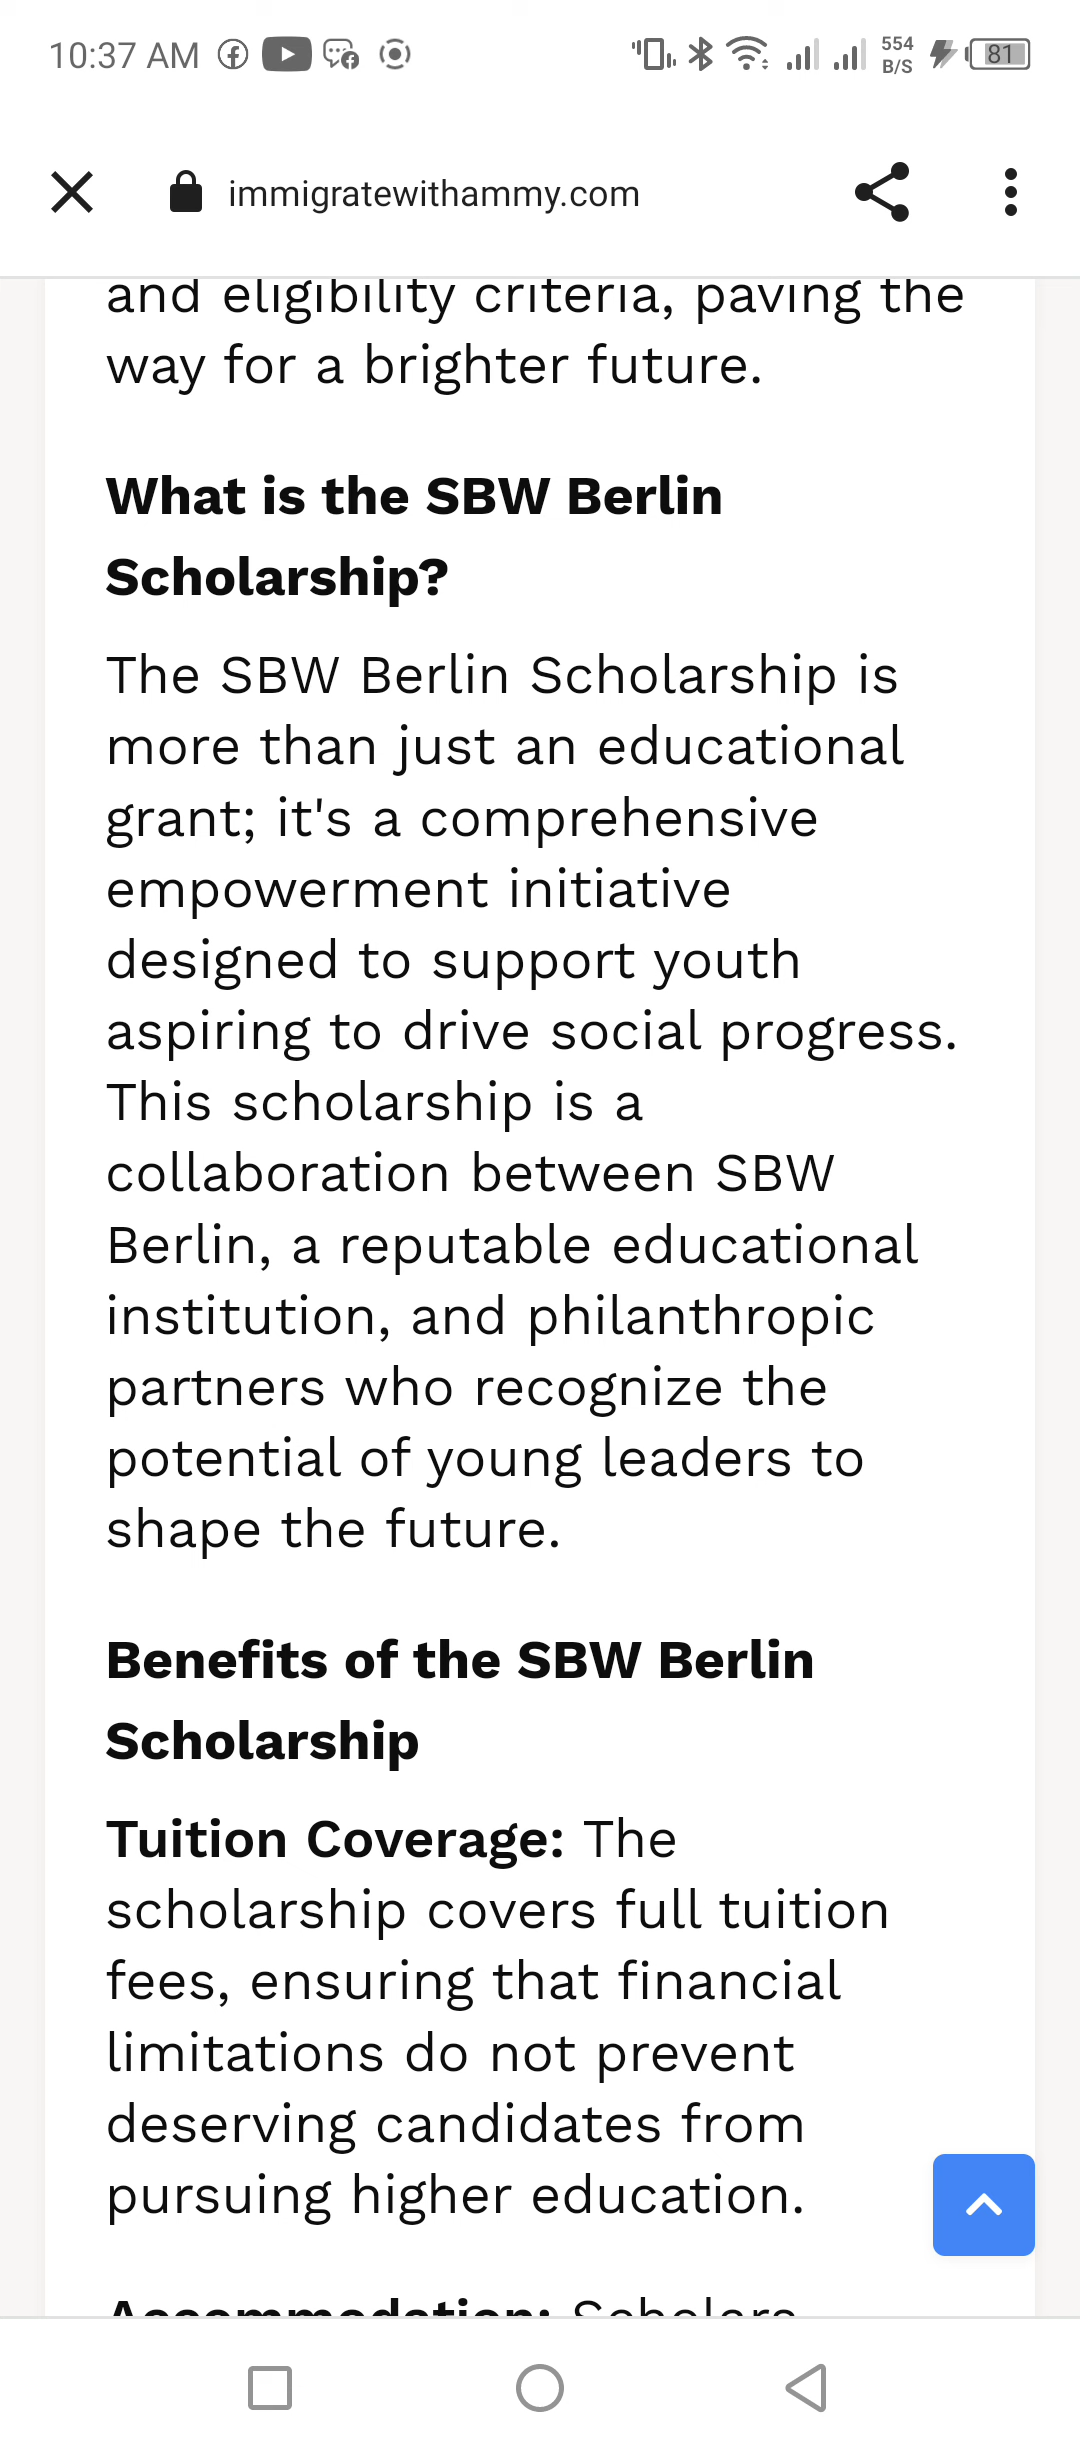 10:37 AM
554
B/S
81
immigratewithammy.com
and eligibility criteria, paving the
way for a brighter future.
What is the SBW Berlin
Scholarship?
The SBW Berlin Scholarship is
more than just an educational
grant; it's a comprehensive
empowerment initiative
designed to support youth
aspiring to drive social progress.
This scholarship is a
collaboration between SBW
Berlin, a reputable educational
institution, and philanthropic
partners who recognize the
potential of young leaders to
shape the future.
Benefits of the SBW Berlin
Scholarship
Tuition Coverage: The
scholarship covers full tuition
fees, ensuring that financial
limitations do not prevent
deserving candidates from
pursuing higher education.
Accommodation: Scholars